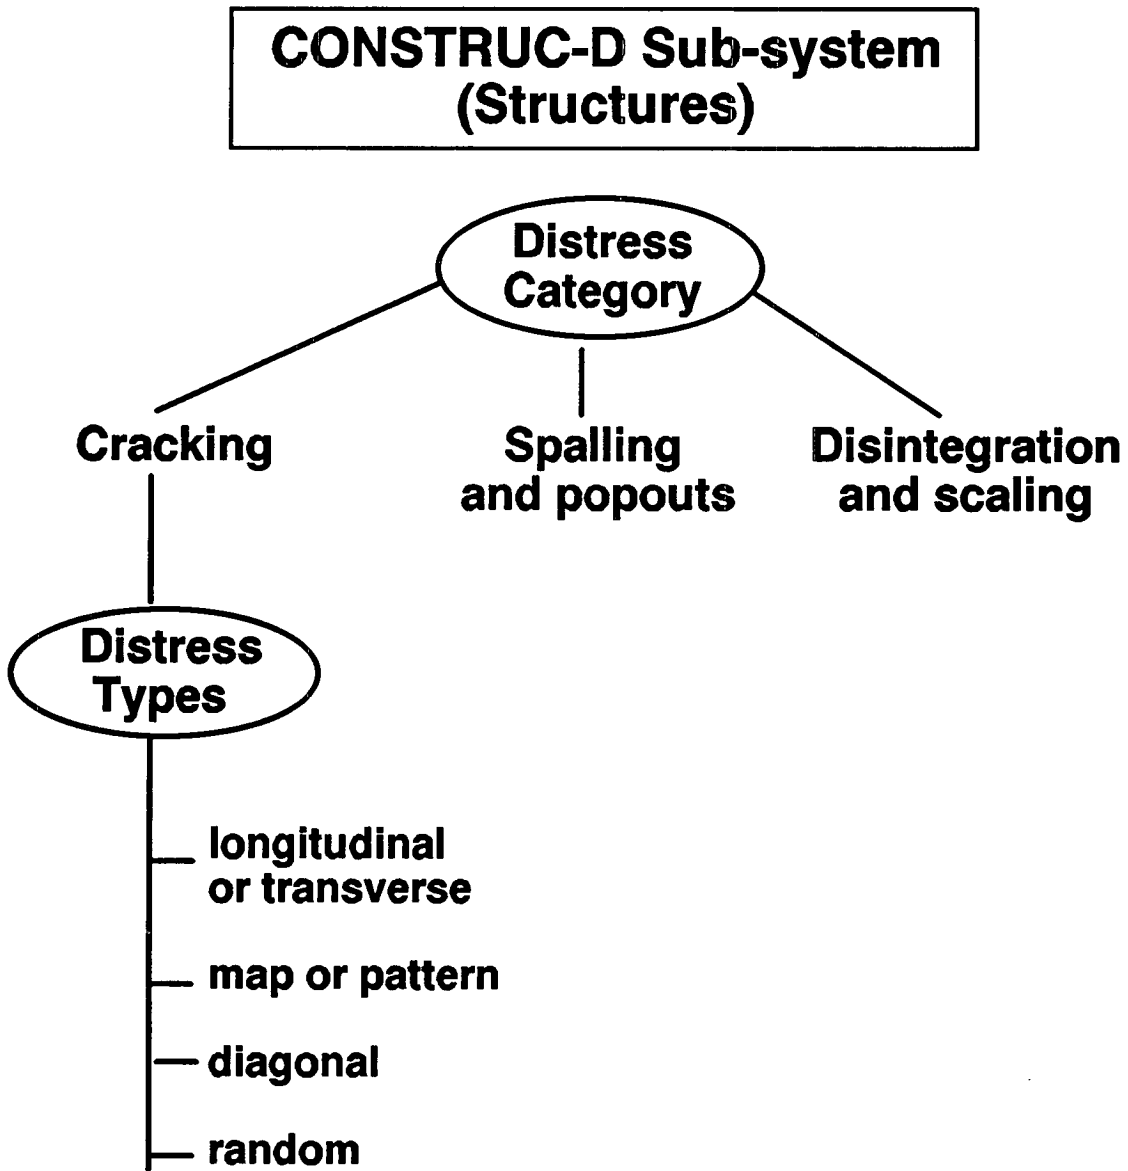 CONSTRUC-D Sub-system
(Structures)
Distress
Category
Cracking
Spalling
and popouts
Disintegration
and scaling
Distress
Types
longitudinal
or transverse
map or pattern
diagonal
random